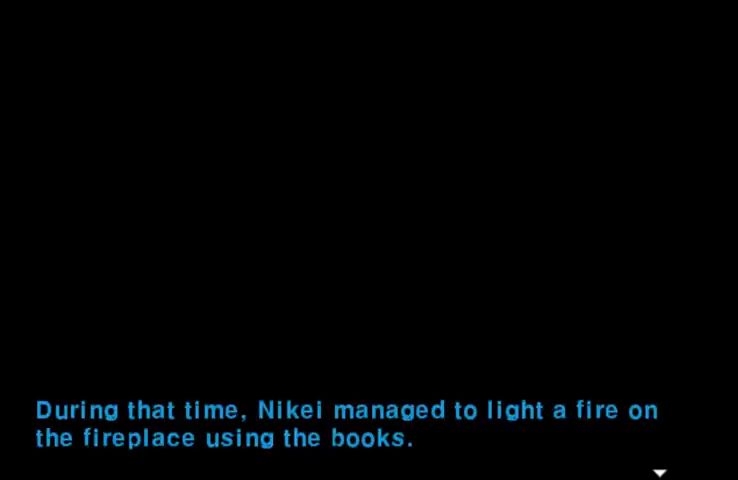 During that time, Nikei managed to light a fire on
the fireplace using the books.